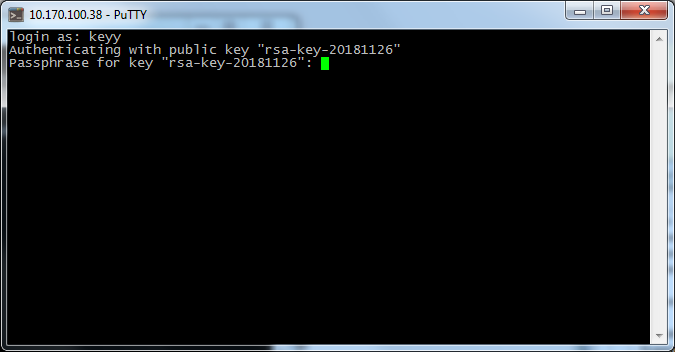 10.170.100.38 - PuTTY
login as: keyy
Authenticating with public key "rsa-key-20181126"
Passphrase for key "rsa-key-20181126":